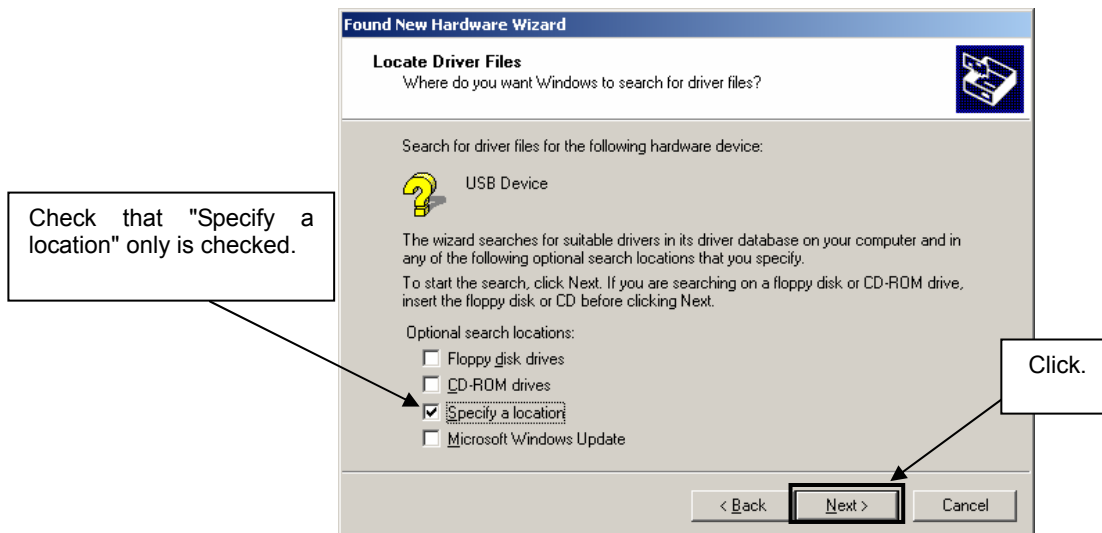 Found New Hardware Wizard
Locate Driver Files
Where do you want Windows to search for driver files?
Search for driver files for the following hardware device:
USB Device
Check that "Specify a
location" only is checked.
The wizard searches for suitable drivers in its driver database on your computer and in
any of the following optional search locations that you specify.
To start the search, click Next. If you are searching on a floppy disk or CD-ROM drive,
insert the floppy disk or CD before clicking Next.
Optional search locations:
Floppy disk drives
CD-ROM drives
Specify a location
Microsoft Windows Update
Click.
< Back Next > Cancel